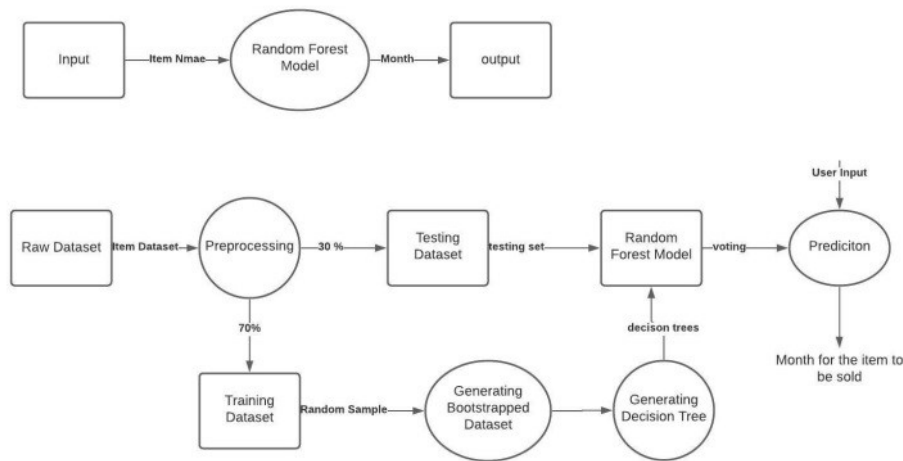 Input
Item Nmae
Random Forest
Model
Month
output
User Input
Raw Dataset
Item Dataset
Preprocessing
30 %
Testing
Dataset
testing set
Random
Forest Model
voting
Prediciton
70%
decison trees
Month for the item to
be sold
Training
Dataset
Random Sample
Generating
Bootstrapped
Dataset
Generating
Decision Tree